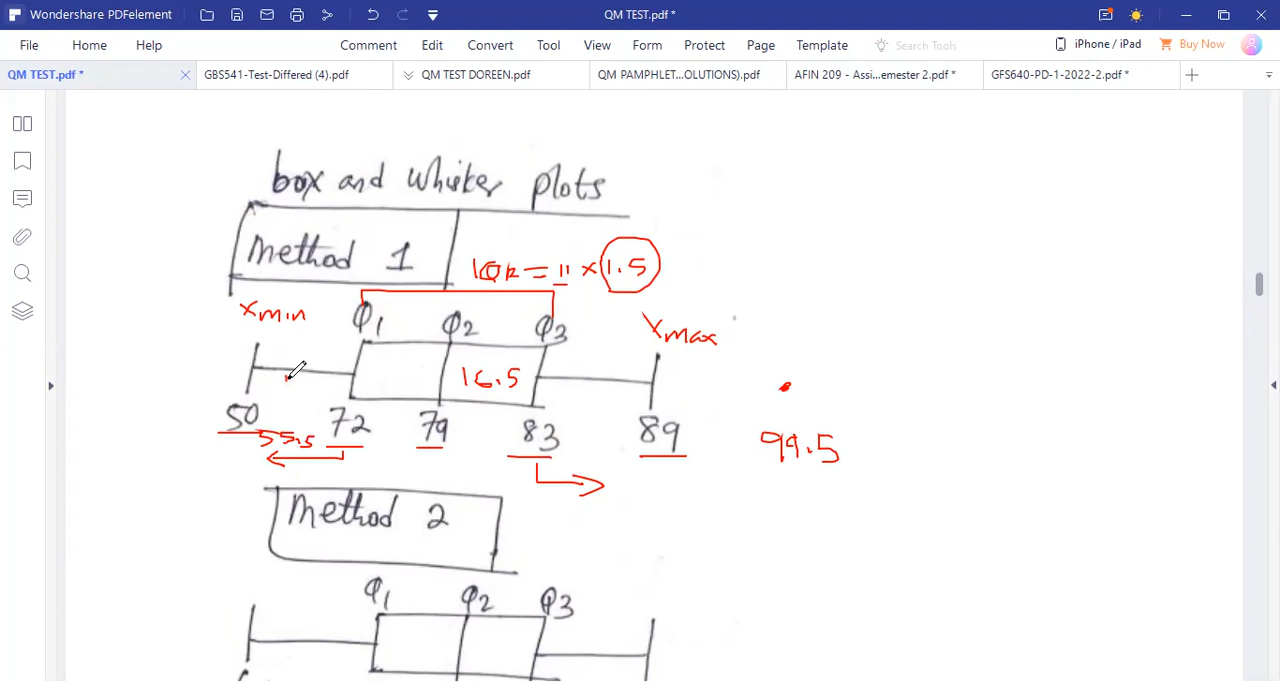 Wondershare PDFelement
QM TEST.pdf *
File Home Help Comment Edit Convert Tool View Form Protect Page Template Search Tools iPhone / iPad Buy Now
QM TEST.pdf * GBS541-Test-Differed (4).pdf QM TEST DOREEN.pdf QM PAMPHLET...OLUTIONS).pdf AFIN 209 - Assi...emester 2.pdf * GFS640-PD-1-2022-2.pdf *
box and whisker plots
Method 1
IQR = 11 × 1.5
xmin Q1 Q2 Q3 xmax
16.5
50 72 79 83 89 99.5
55.5
Method 2
Q1 Q2 Q3